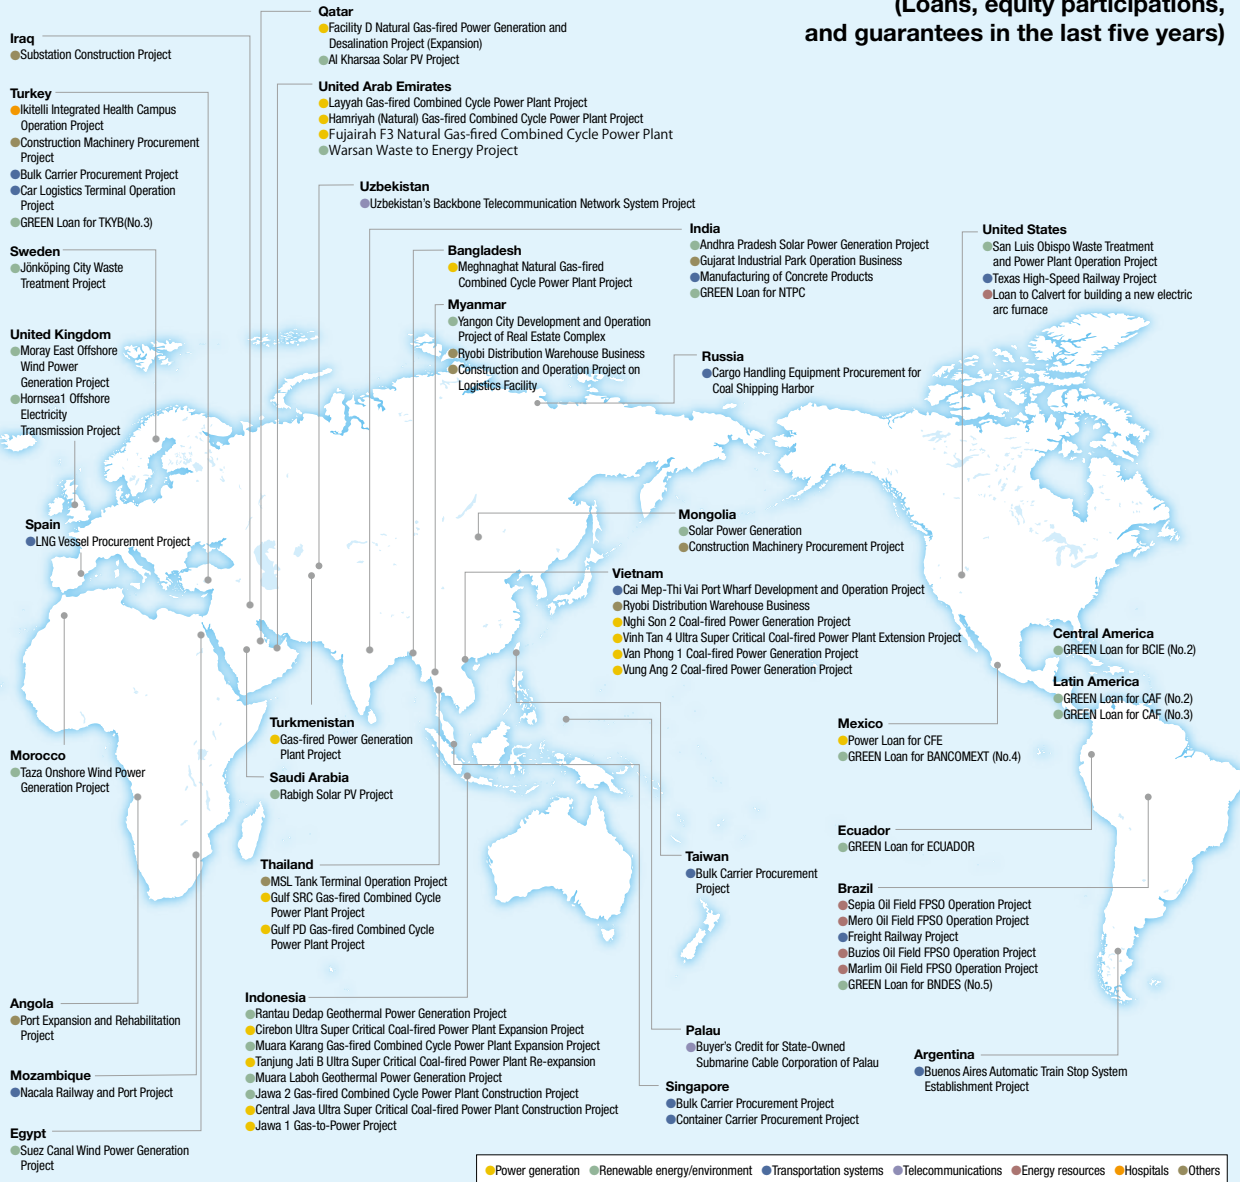 (Loans, equity participations,
and guarantees in the last five years)
Qatar
Facility D Natural Gas-fired Power Generation and
Desalination Project (Expansion)
Al Kharsaa Solar PV Project
Iraq
Substation Construction Project
United Arab Emirates
Layyah Gas-fired Combined Cycle Power Plant Project
Hamriyah (Natural) Gas-fired Combined Cycle Power Plant Project
Fujairah F3 Natural Gas-fired Combined Cycle Power Plant
Warsan Waste to Energy Project
Turkey
Ikitelli Integrated Health Campus
Operation Project
Construction Machinery Procurement
Project
Bulk Carrier Procurement Project
Car Logistics Terminal Operation
Project
GREEN Loan for TKYB(No.3)
Uzbekistan
Uzbekistan's Backbone Telecommunication Network System Project
Sweden
Jönköping City Waste
Treatment Project
Bangladesh
Meghnaghat Natural Gas-fired
Combined Cycle Power Plant Project
India
Andhra Pradesh Solar Power Generation Project
Gujarat Industrial Park Operation Business
Manufacturing of Concrete Products
GREEN Loan for NTPC
United States
San Luis Obispo Waste Treatment
and Power Plant Operation Project
Texas High-Speed Railway Project
Loan to Calvert for building a new electric
arc furnace
Myanmar
Yangon City Development and Operation
Project of Real Estate Complex
Ryobi Distribution Warehouse Business
Construction and Operation Project on
Logistics Facility
United Kingdom
Moray East Offshore
Wind Power
Generation Project
Hornsea1 Offshore
Electricity
Transmission Project
Russia
Cargo Handling Equipment Procurement for
Coal Shipping Harbor
Spain
LNG Vessel Procurement Project
Mongolia
Solar Power Generation
Construction Machinery Procurement Project
Vietnam
Cai Mep-Thi Vai Port Wharf Development and Operation Project
Ryobi Distribution Warehouse Business
Nghi Son 2 Coal-fired Power Generation Project
Vinh Tan 4 Ultra Super Critical Coal-fired Power Plant Extension Project
Van Phong 1 Coal-fired Power Generation Project
Vung Ang 2 Coal-fired Power Generation Project
Central America
GREEN Loan for BCIE (No.2)
Latin America
GREEN Loan for CAF (No.2)
GREEN Loan for CAF (No.3)
Turkmenistan
Gas-fired Power Generation
Plant Project
Mexico
Power Loan for CFE
GREEN Loan for BANCOMEXT (No.4)
Morocco
Taza Onshore Wind Power
Generation Project
Saudi Arabia
Rabigh Solar PV Project
Ecuador
GREEN Loan for ECUADOR
Thailand
MSL Tank Terminal Operation Project
Gulf SRC Gas-fired Combined Cycle
Power Plant Project
Gulf PD Gas-fired Combined Cycle
Power Plant Project
Taiwan
Bulk Carrier Procurement
Project
Brazil
Sepia Oil Field FPSO Operation Project
Mero Oil Field FPSO Operation Project
Freight Railway Project
Buzios Oil Field FPSO Operation Project
Marlim Oil Field FPSO Operation Project
GREEN Loan for BNDES (No.5)
Angola
Port Expansion and Rehabilitation
Project
Indonesia
Rantau Dedap Geothermal Power Generation Project
Cirebon Ultra Super Critical Coal-fired Power Plant Expansion Project
Muara Karang Gas-fired Combined Cycle Power Plant Expansion Project
Tanjung Jati B Ultra Super Critical Coal-fired Power Plant Re-expansion
Muara Laboh Geothermal Power Generation Project
Jawa 2 Gas-fired Combined Cycle Power Plant Construction Project
Central Java Ultra Super Critical Coal-fired Power Plant Construction Project
Jawa 1 Gas-to-Power Project
Palau
Buyer's Credit for State-Owned
Submarine Cable Corporation of Palau
Argentina
Buenos Aires Automatic Train Stop System
Establishment Project
Mozambique
Nacala Railway and Port Project
Singapore
Bulk Carrier Procurement Project
Container Carrier Procurement Project
Egypt
Suez Canal Wind Power Generation
Project
Power generation Renewable energy/environment Transportation systems Telecommunications Energy resources Hospitals Others